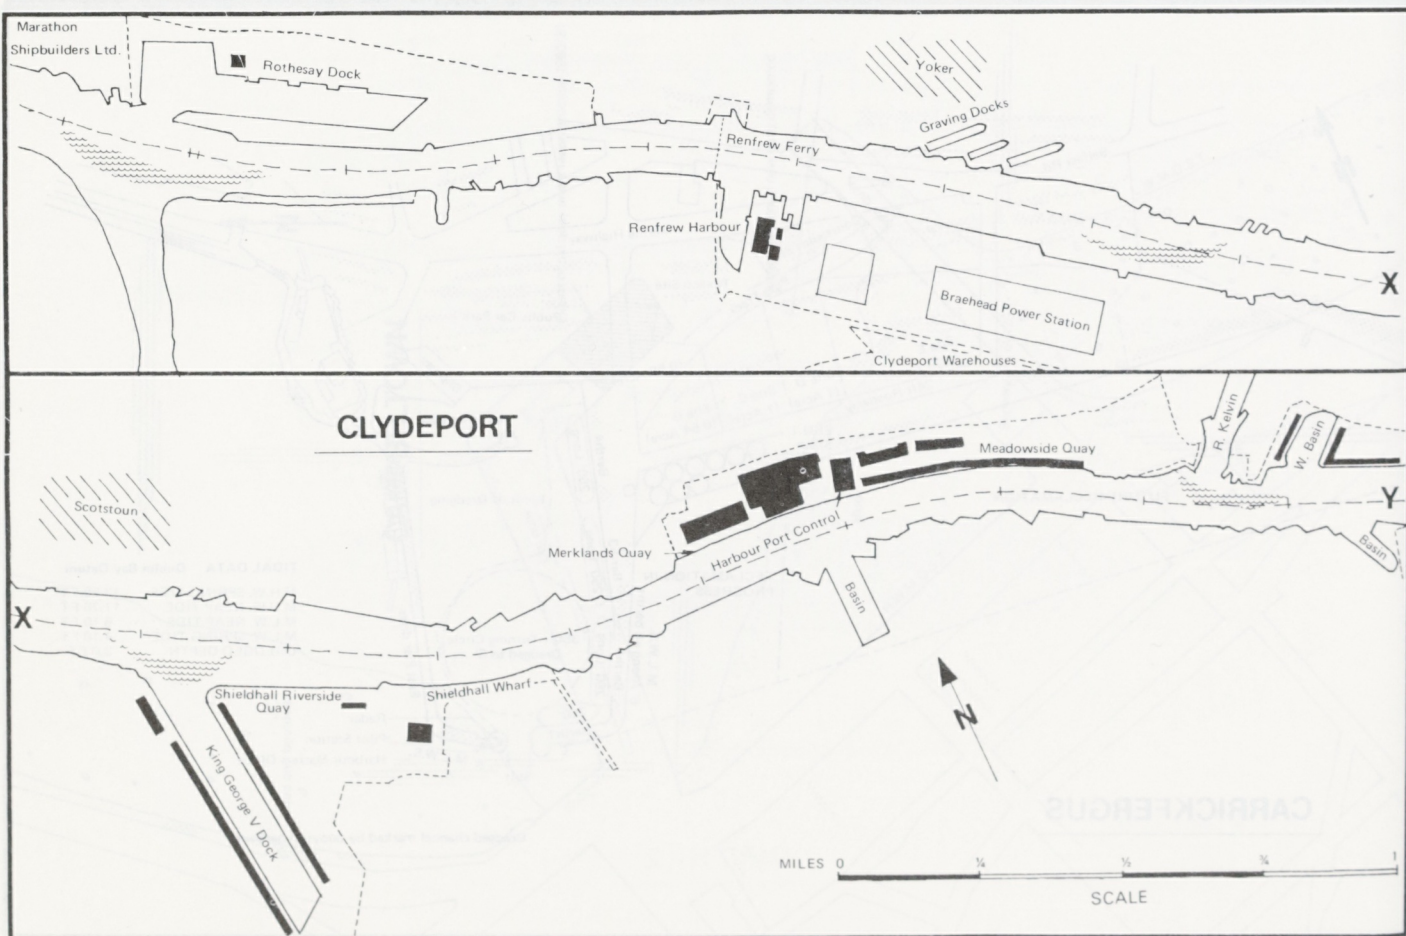 Marathon
Shipbuilders Ltd.
Rothesay Dock
Yoker
Graving Docks
Renfrew Ferry
Renfrew Harbour
Braehead Power Station
Clydeport Warehouses
X
CLYDEPORT
R. Kelvin
W. Basin
Meadowside Quay
Scotstoun
Y
Harbour Port Control
Merklands Quay
Basin
Basin
X
Shieldhall Riverside
Quay
Shieldhall Wharf
King George V Dock
N
MILES 0 ¼ ½ ¾ 1
SCALE
CARRICKFERGUS